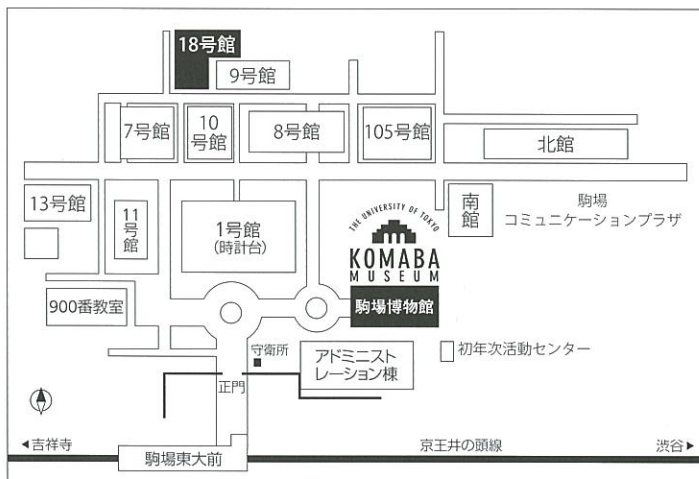 18号館
9号館
7号館
10
号館
8号館
105号館
北館
13号館
11
号
館
1号館
(時計台)
THE UNIVERSITY OF TOKYO
KOMABA
MUSEUM
南
館
駒場
コミュニケーションプラザ
900番教室
駒場博物館
守衛所
アドミニスト
レーション棟
初年次活動センター
正門
◀吉祥寺
京王井の頭線
渋谷▶
駒場東大前